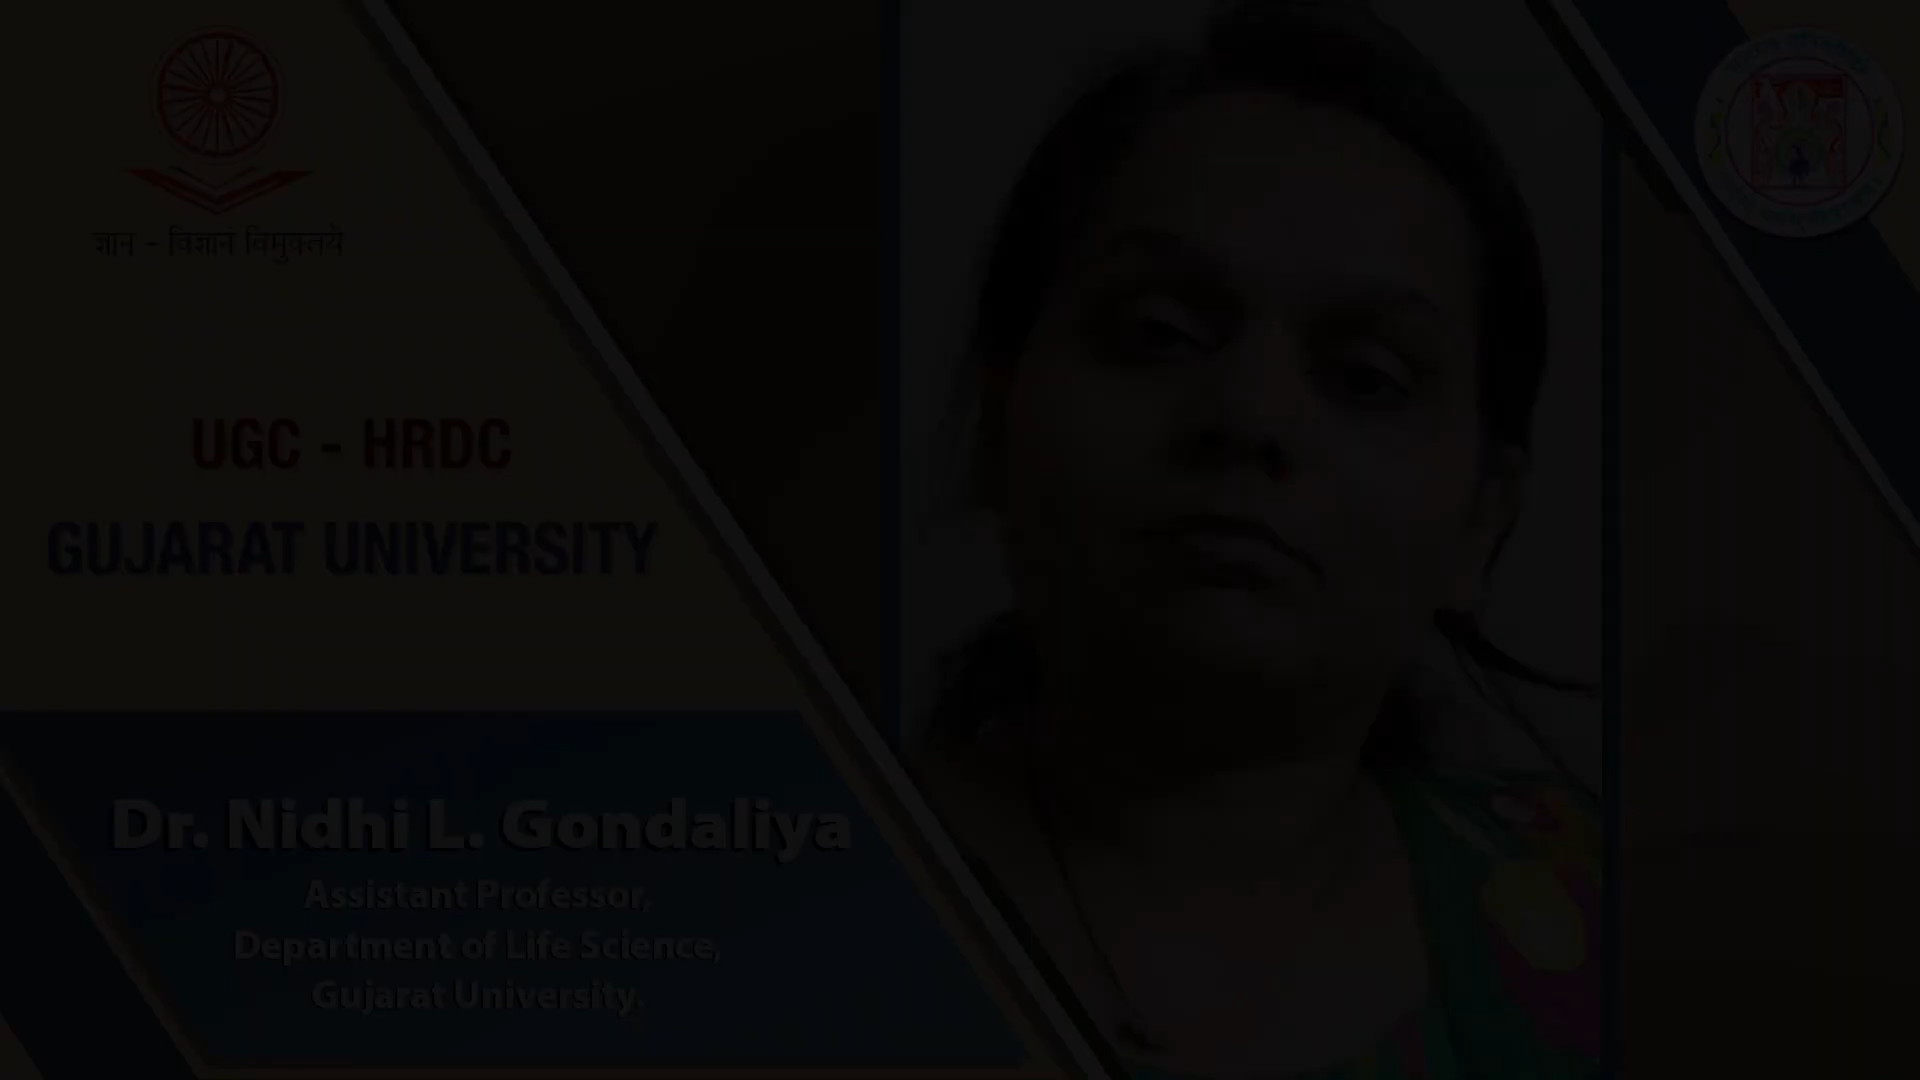 ज्ञान - विज्ञानं विमुक्तये
UGC - HRDC
GUJARAT UNIVERSITY
Dr. Nidhi L. Gondaliya
Assistant Professor,
Department of Life Science,
Gujarat University.